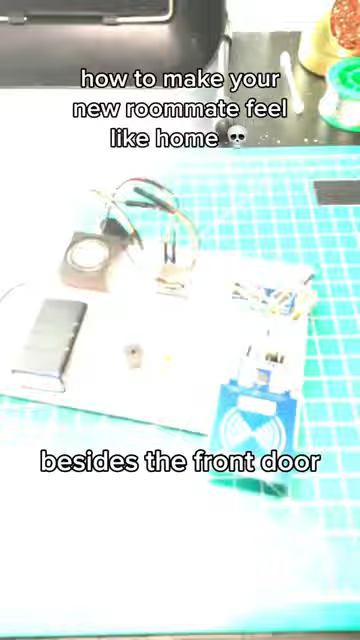 how to make your
new roommate feel
like home 💀
besides the front door